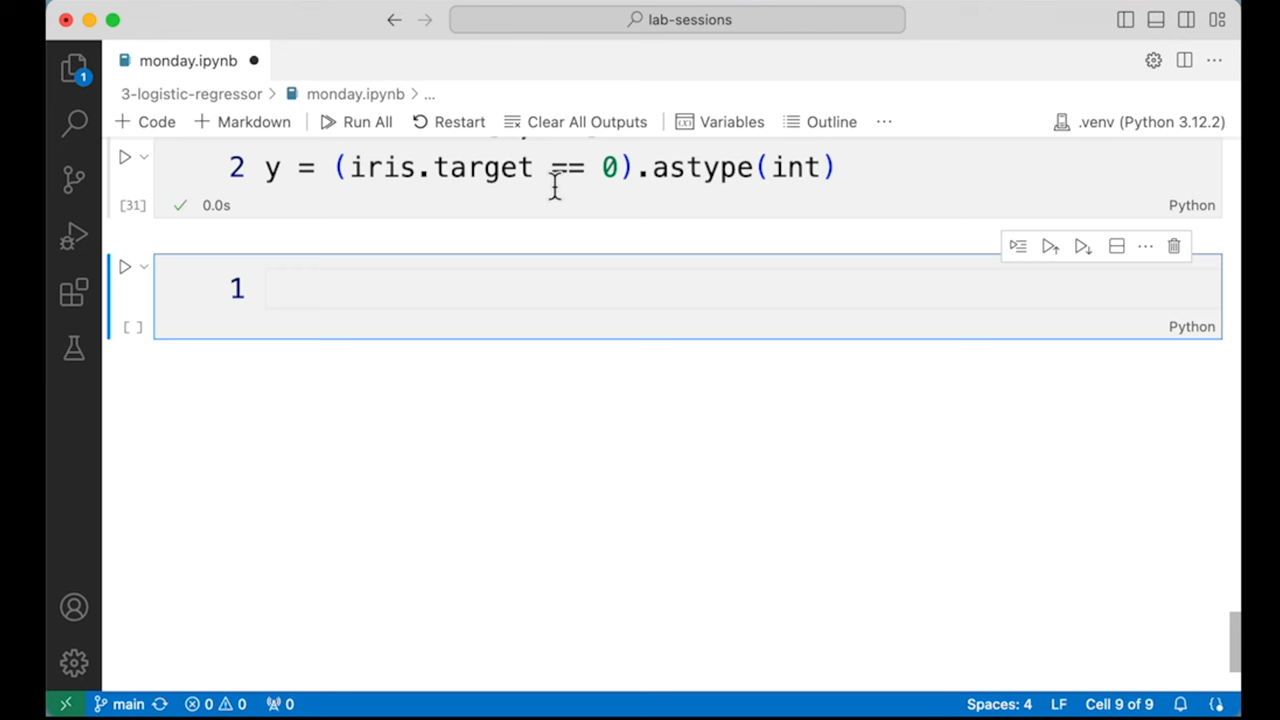 lab-sessions
monday.ipynb
1
3-logistic-regressor > monday.ipynb > ...
Code Markdown Run All Restart Clear All Outputs Variables Outline ... .venv (Python 3.12.2)
2 y = (iris.target == 0).astype(int)
[31] 0.0s Python
1
[ ] Python
main 0 0 0 Spaces: 4 LF Cell 9 of 9